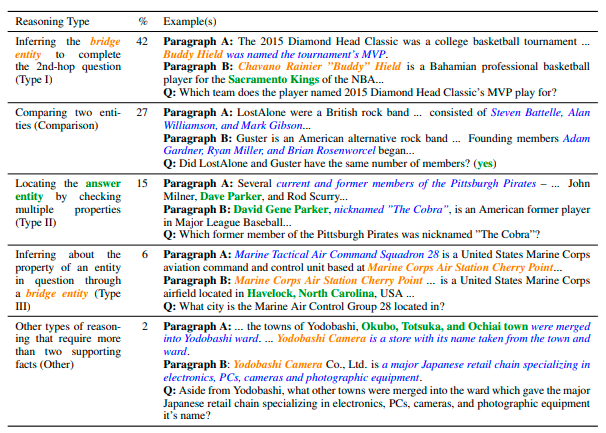 Reasoning Type % Example(s)
Inferring the bridge 42 Paragraph A: The 2015 Diamond Head Classic was a college basketball tournament ...
entity to complete Buddy Hield was named the tournament's MVP.
the 2nd-hop question Paragraph B: Chavano Rainier "Buddy" Hield is a Bahamian professional basketball
(Type I) player for the Sacramento Kings of the NBA...
Q: Which team does the player named 2015 Diamond Head Classic's MVP play for?
Comparing two enti- 27 Paragraph A: LostAlone were a British rock band ... consisted of Steven Battelle, Alan
ties (Comparison) Williamson, and Mark Gibson...
Paragraph B: Guster is an American alternative rock band ... Founding members Adam
Gardner, Ryan Miller, and Brian Rosenworcel began...
Q: Did LostAlone and Guster have the same number of members? (yes)
Locating the answer 15 Paragraph A: Several current and former members of the Pittsburgh Pirates – ... John
entity by checking Milner, Dave Parker, and Rod Scurry...
multiple properties Paragraph B: David Gene Parker, nicknamed "The Cobra", is an American former player
(Type II) in Major League Baseball...
Q: Which former member of the Pittsburgh Pirates was nicknamed "The Cobra"?
Inferring about the 6 Paragraph A: Marine Tactical Air Command Squadron 28 is a United States Marine Corps
property of an entity aviation command and control unit based at Marine Corps Air Station Cherry Point...
in question through Paragraph B: Marine Corps Air Station Cherry Point ... is a United States Marine Corps
a bridge entity (Type airfield located in Havelock, North Carolina, USA ...
III) Q: What city is the Marine Air Control Group 28 located in?
Other types of reason- 2 Paragraph A: ... the towns of Yodobashi, Okubo, Totsuka, and Ochiai town were merged
ing that require more into Yodobashi ward. ... Yodobashi Camera is a store with its name taken from the town and
than two supporting ward.
facts (Other) Paragraph B: Yodobashi Camera Co., Ltd. is a major Japanese retail chain specializing in
electronics, PCs, cameras and photographic equipment.
Q: Aside from Yodobashi, what other towns were merged into the ward which gave the major
Japanese retail chain specializing in electronics, PCs, cameras, and photographic equipment
it's name?